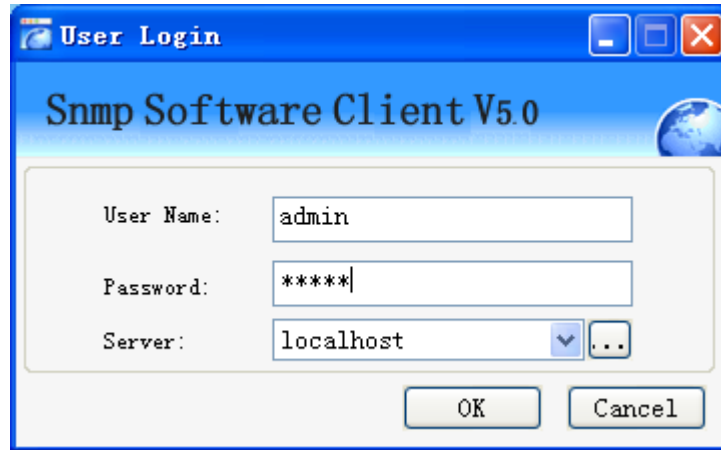 User Login
Snmp Software Client V5.0
User Name: admin
Password: *****
Server: localhost ...
OK Cancel